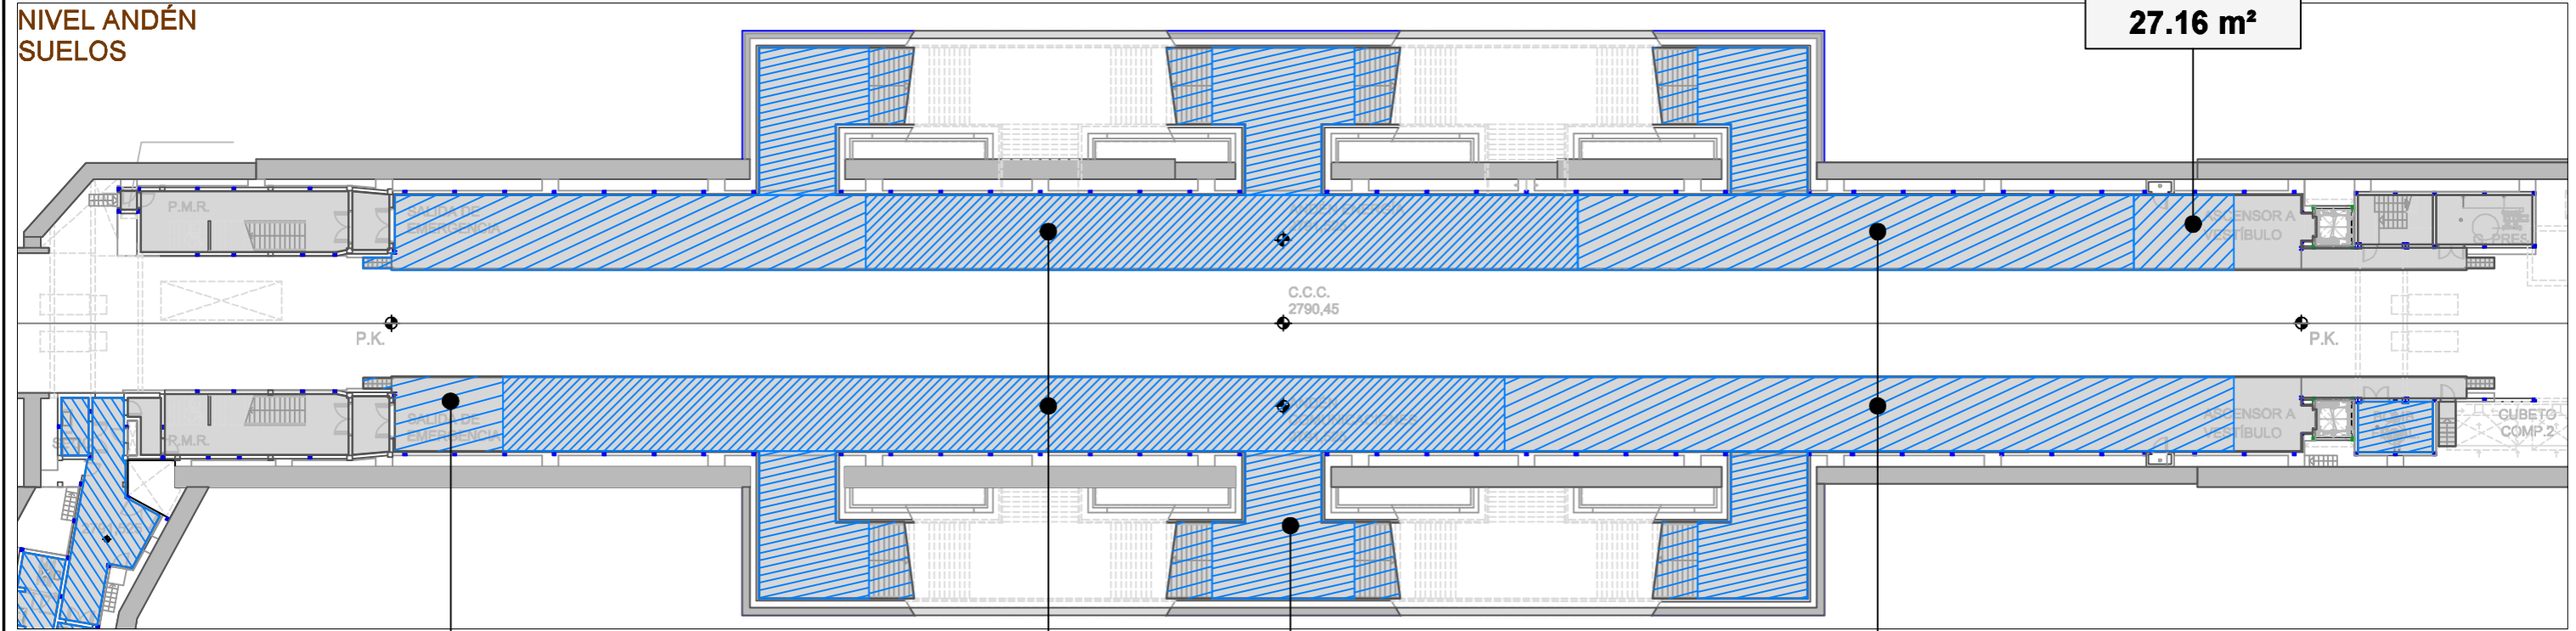 NIVEL ANDÉN
SUELOS
27.16 m²
P.M.R.
SALIDA DE
EMERGENCIA
ASCENSOR A
VESTÍBULO
G. PRES.
C.C.C.
2790,45
P.K.
P.K.
R.M.R.
SALIDA DE
EMERGENCIA
ASCENSOR A
VESTÍBULO
CUBETO
COMP.2